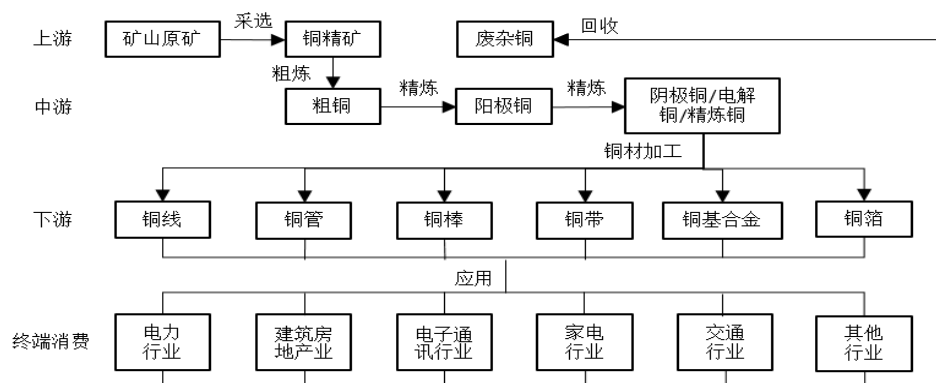 上游
矿山原矿
采选
铜精矿
废杂铜
回收
粗炼
中游
粗铜
精炼
阳极铜
精炼
阴极铜/电解
铜/精炼铜
铜材加工
下游
铜线
铜管
铜棒
铜带
铜基合金
铜箔
应用
终端消费
电力
行业
建筑房
地产业
电子通
讯行业
家电
行业
交通
行业
其他
行业